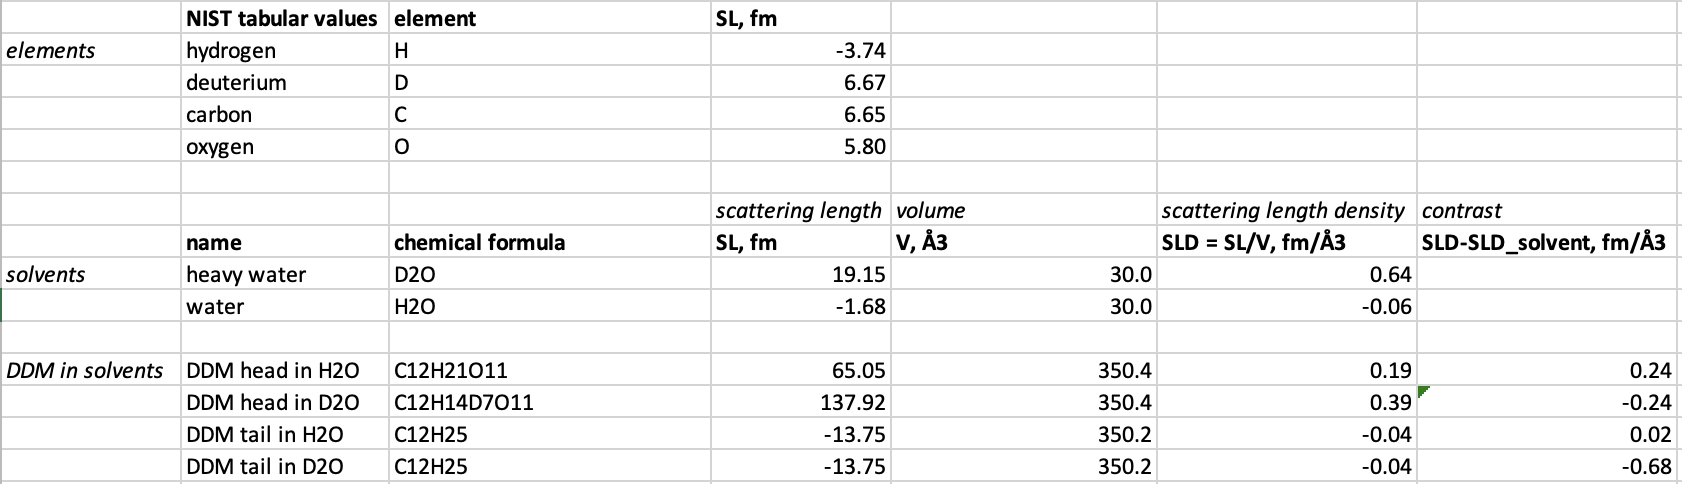 NIST tabular values element SL, fm
elements hydrogen H -3.74
deuterium D 6.67
carbon C 6.65
oxygen O 5.80
scattering length volume scattering length density contrast
name chemical formula SL, fm V, Å3 SLD = SL/V, fm/Å3 SLD-SLD_solvent, fm/Å3
solvents heavy water D2O 19.15 30.0 0.64
water H2O -1.68 30.0 -0.06
DDM in solvents DDM head in H2O C12H21O11 65.05 350.4 0.19 0.24
DDM head in D2O C12H14D7O11 137.92 350.4 0.39 -0.24
DDM tail in H2O C12H25 -13.75 350.2 -0.04 0.02
DDM tail in D2O C12H25 -13.75 350.2 -0.04 -0.68